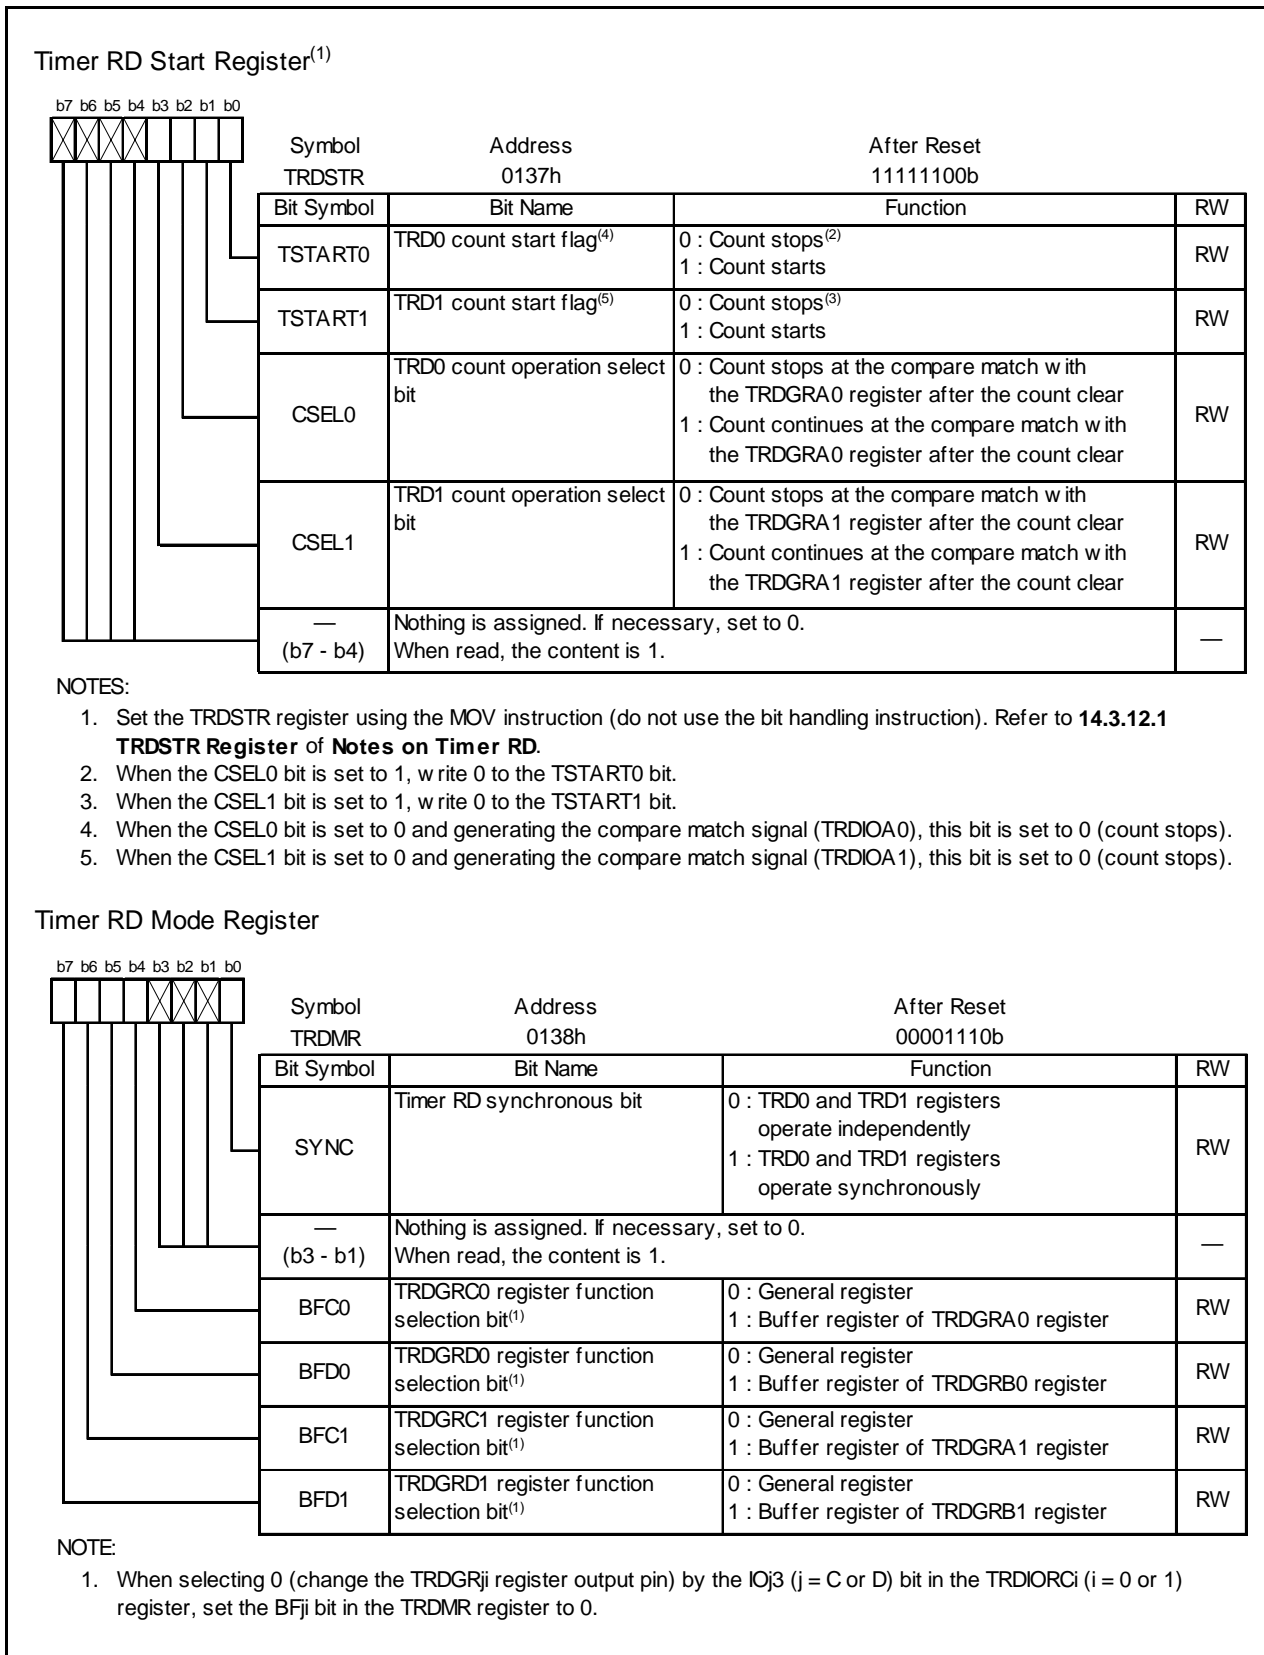 Timer RD Start Register(1)
b7 b6 b5 b4 b3 b2 b1 b0
Symbol Address After Reset
TRDSTR 0137h 11111100b
Bit Symbol Bit Name Function RW
TSTART0 TRD0 count start flag(4) 0 : Count stops(2) RW
1 : Count starts
TSTART1 TRD1 count start flag(5) 0 : Count stops(3) RW
1 : Count starts
CSEL0 TRD0 count operation select 0 : Count stops at the compare match with RW
bit the TRDGRA0 register after the count clear
1 : Count continues at the compare match with
the TRDGRA0 register after the count clear
CSEL1 TRD1 count operation select 0 : Count stops at the compare match with RW
bit the TRDGRA1 register after the count clear
1 : Count continues at the compare match with
the TRDGRA1 register after the count clear
— Nothing is assigned. If necessary, set to 0. —
(b7 - b4) When read, the content is 1.
NOTES:
1. Set the TRDSTR register using the MOV instruction (do not use the bit handling instruction). Refer to 14.3.12.1
TRDSTR Register of Notes on Timer RD.
2. When the CSEL0 bit is set to 1, write 0 to the TSTART0 bit.
3. When the CSEL1 bit is set to 1, write 0 to the TSTART1 bit.
4. When the CSEL0 bit is set to 0 and generating the compare match signal (TRDIOA0), this bit is set to 0 (count stops).
5. When the CSEL1 bit is set to 0 and generating the compare match signal (TRDIOA1), this bit is set to 0 (count stops).
Timer RD Mode Register
b7 b6 b5 b4 b3 b2 b1 b0
Symbol Address After Reset
TRDMR 0138h 00001110b
Bit Symbol Bit Name Function RW
SYNC Timer RD synchronous bit 0 : TRD0 and TRD1 registers RW
operate independently
1 : TRD0 and TRD1 registers
operate synchronously
— Nothing is assigned. If necessary, set to 0. —
(b3 - b1) When read, the content is 1.
BFC0 TRDGRC0 register function 0 : General register RW
selection bit(1) 1 : Buffer register of TRDGRA0 register
BFD0 TRDGRD0 register function 0 : General register RW
selection bit(1) 1 : Buffer register of TRDGRB0 register
BFC1 TRDGRC1 register function 0 : General register RW
selection bit(1) 1 : Buffer register of TRDGRA1 register
BFD1 TRDGRD1 register function 0 : General register RW
selection bit(1) 1 : Buffer register of TRDGRB1 register
NOTE:
1. When selecting 0 (change the TRDGRji register output pin) by the IOj3 (j = C or D) bit in the TRDIORCi (i = 0 or 1)
register, set the BFji bit in the TRDMR register to 0.